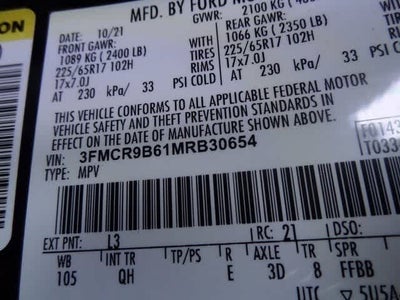 MFD. BY FORD
DATE: 10/21 GVWR: 2100 KG
FRONT GAWR: REAR GAWR:
1089 KG ( 2400 LB) 1066 KG ( 2350 LB)
225/65R17 102H TIRES 225/65R17 102H
17x7.0J RIMS 17x7.0J
AT 230 kPa/ 33 PSI COLD AT 230 kPa/ 33 PSI COLD
THIS VEHICLE CONFORMS TO ALL APPLICABLE FEDERAL MOTOR
VEHICLE SAFETY AND THEFT PREVENTION STANDARDS IN
EFFECT ON THE DATE OF MANUFACTURE SHOWN ABOVE.
VIN: 3FMCR9B61MRB30654
TYPE: MPV
F0143
T0334
EXT PNT: L3 RC: 21 DSO:
WB INT TR TP/PS R AXLE TR SPR
105 QH E 3D 8 FFBB
5U5A